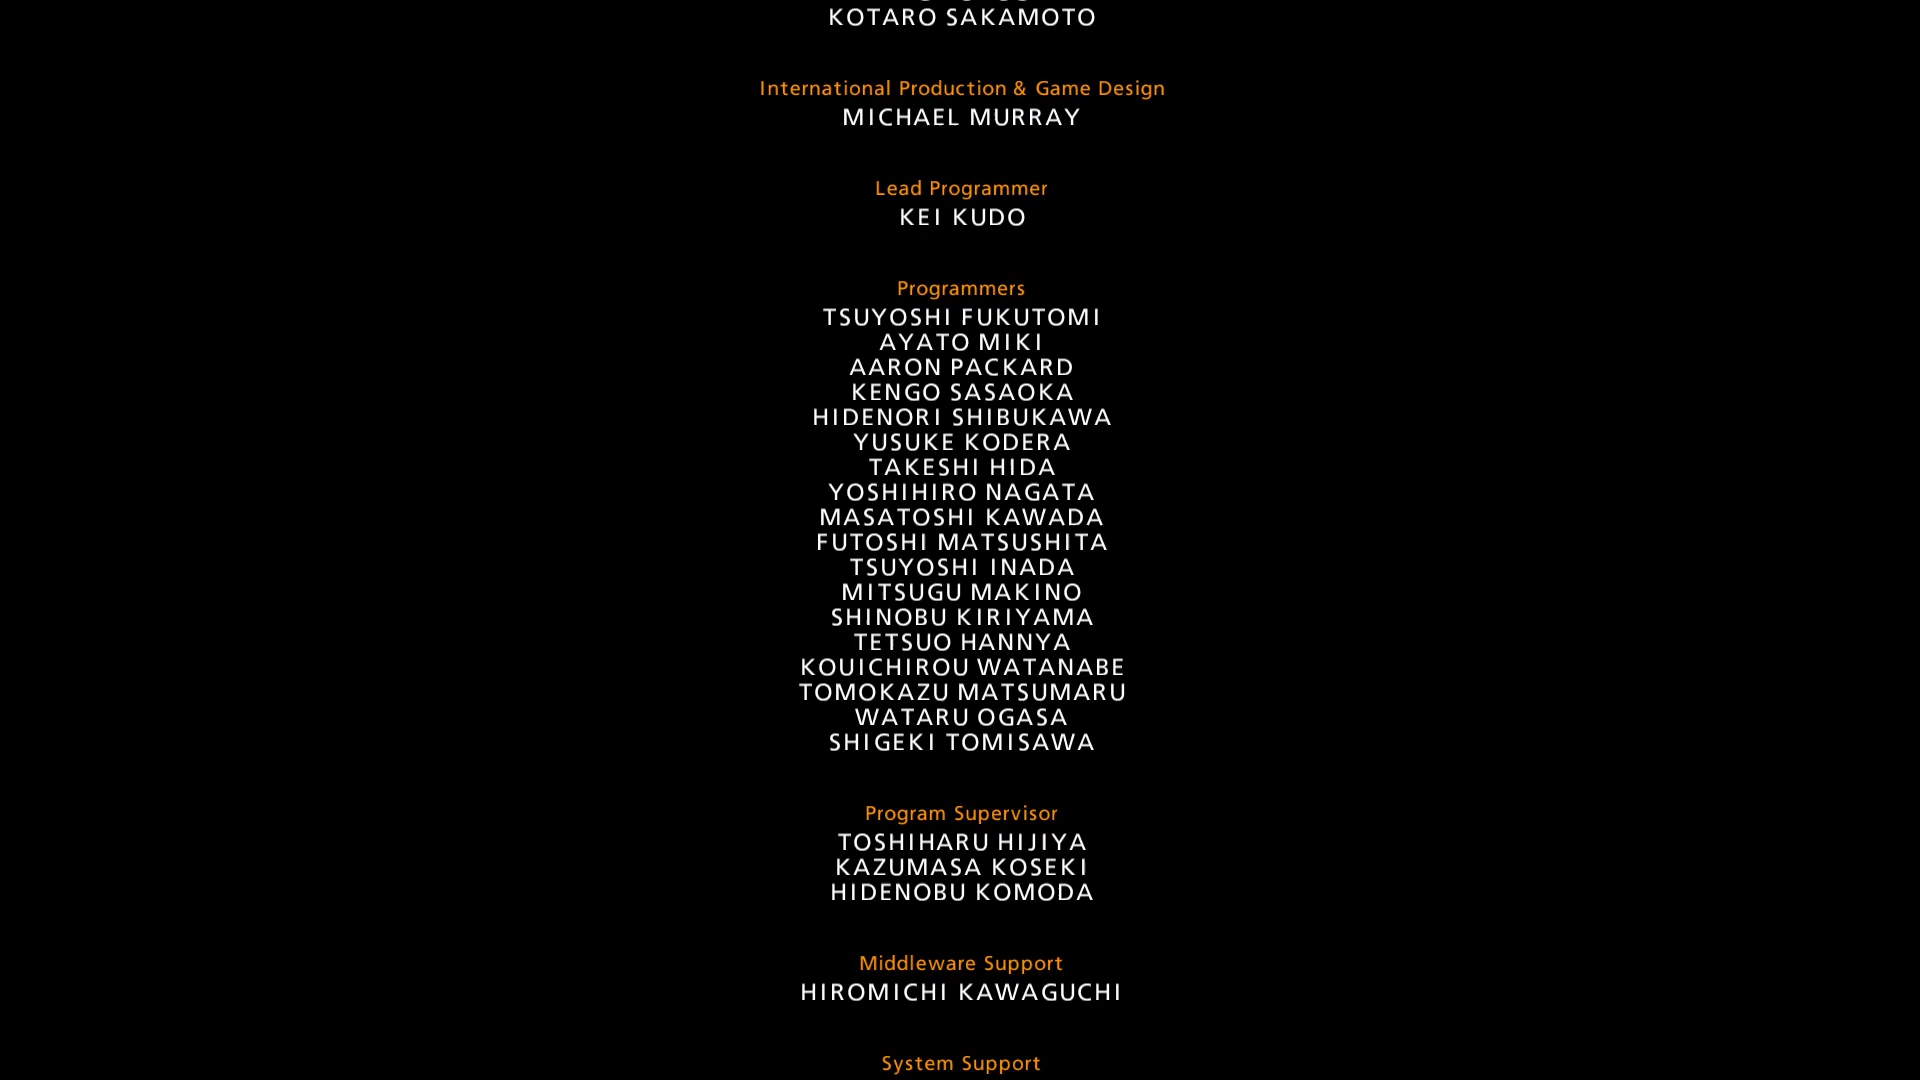 KOTARO SAKAMOTO
International Production & Game Design
MICHAEL MURRAY
Lead Programmer
KEI KUDO
Programmers
TSUYOSHI FUKUTOMI
AYATO MIKI
AARON PACKARD
KENGO SASAOKA
HIDENORI SHIBUKAWA
YUSUKE KODERA
TAKESHI HIDA
YOSHIHIRO NAGATA
MASATOSHI KAWADA
FUTOSHI MATSUSHITA
TSUYOSHI INADA
MITSUGU MAKINO
SHINOBU KIRIYAMA
TETSUO HANNYA
KOUICHIROU WATANABE
TOMOKAZU MATSUMARU
WATARU OGASA
SHIGEKI TOMISAWA
Program Supervisor
TOSHIHARU HIJIYA
KAZUMASA KOSEKI
HIDENOBU KOMODA
Middleware Support
HIROMICHI KAWAGUCHI
System Support